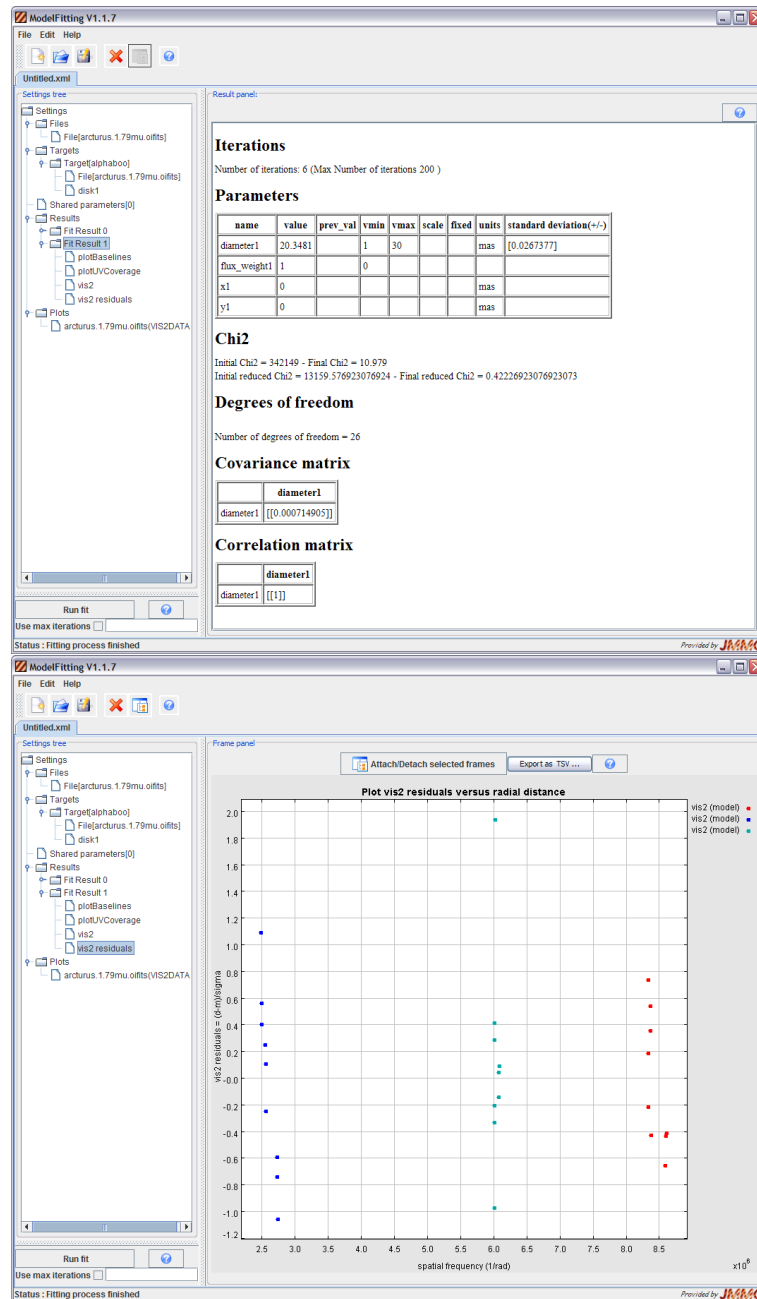 ModelFitting V1.1.7
File Edit Help
Untitled.xml
Settings tree
Settings
Files
File[arcturus.1.79mu.oifits]
Targets
Target[alphaboo]
File[arcturus.1.79mu.oifits]
disk1
Shared parameters[0]
Results
Fit Result 0
Fit Result 1
plotBaselines
plotUVCoverage
vis2
vis2 residuals
Plots
arcturus.1.79mu.oifits(VIS2DATA
Run fit
Use max iterations
Status : Fitting process finished
Result panel:
Iterations
Number of iterations: 6 (Max Number of iterations 200 )
Parameters
name value prev_val vmin vmax scale fixed units standard deviation(+/-)
diameter1 20.3481 1 30 mas [0.0267377]
flux_weight1 1 0
x1 0 mas
y1 0 mas
Chi2
Initial Chi2 = 342149 - Final Chi2 = 10.979
Initial reduced Chi2 = 13159.576923076924 - Final reduced Chi2 = 0.42226923076923073
Degrees of freedom
Number of degrees of freedom = 26
Covariance matrix
diameter1
diameter1 [[0.000714905]]
Correlation matrix
diameter1
diameter1 [[1]]
Provided by JMMC
ModelFitting V1.1.7
File Edit Help
Untitled.xml
Settings tree
Settings
Files
File[arcturus.1.79mu.oifits]
Targets
Target[alphaboo]
File[arcturus.1.79mu.oifits]
disk1
Shared parameters[0]
Results
Fit Result 0
Fit Result 1
plotBaselines
plotUVCoverage
vis2
vis2 residuals
Plots
arcturus.1.79mu.oifits(VIS2DATA
Run fit
Use max iterations
Status : Fitting process finished
Frame panel
Attach/Detach selected frames Export as TSV ...
Plot vis2 residuals versus radial distance
vis2 (model)
vis2 (model)
vis2 (model)
2.0
1.8
1.6
1.4
1.2
1.0
0.8
0.6
0.4
0.2
-0.0
-0.2
-0.4
-0.6
-0.8
-1.0
-1.2
vis2 residuals = (d-m)/sigma
2.5 3.0 3.5 4.0 4.5 5.0 5.5 6.0 6.5 7.0 7.5 8.0 8.5
x10⁶
spatial frequency (1/rad)
Provided by JMMC